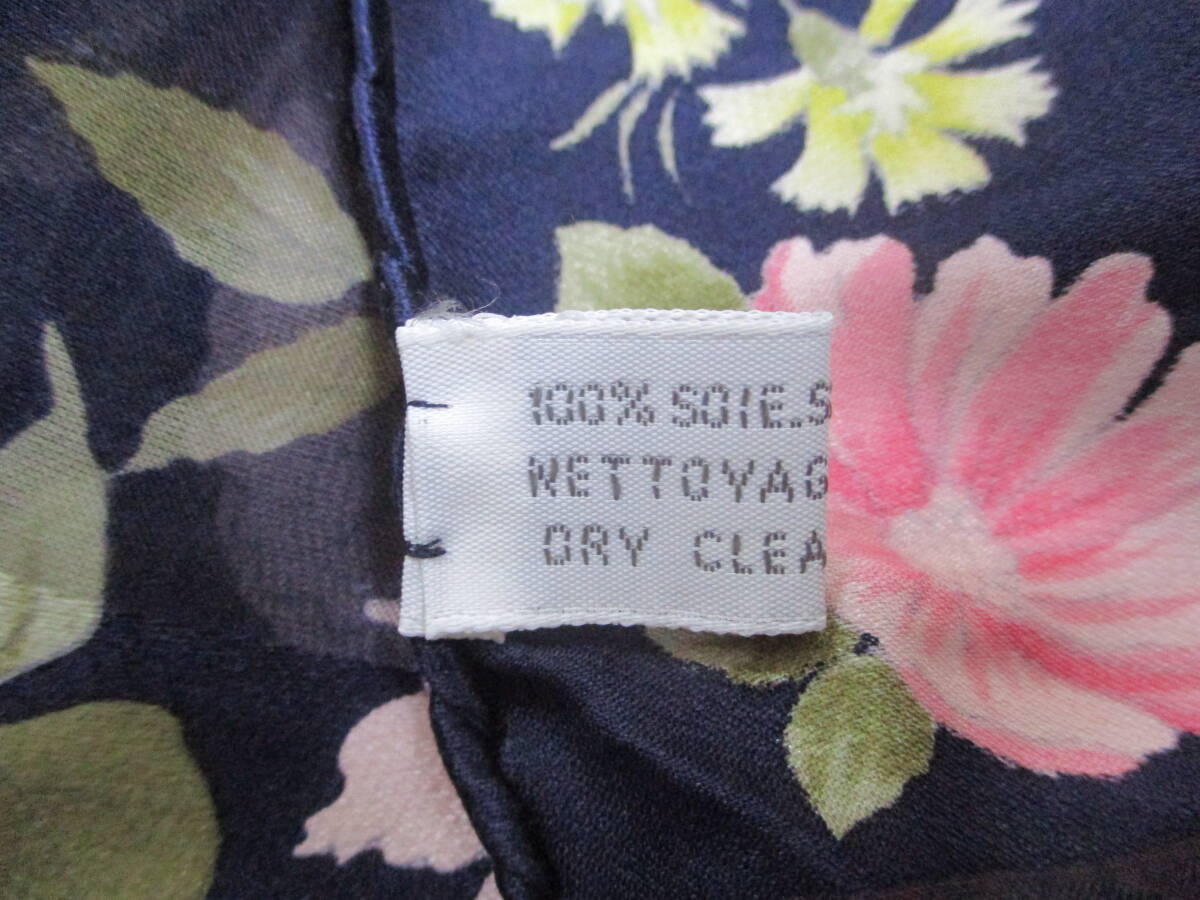 100% SOIE.S
NETTOYAG
DRY CLEA